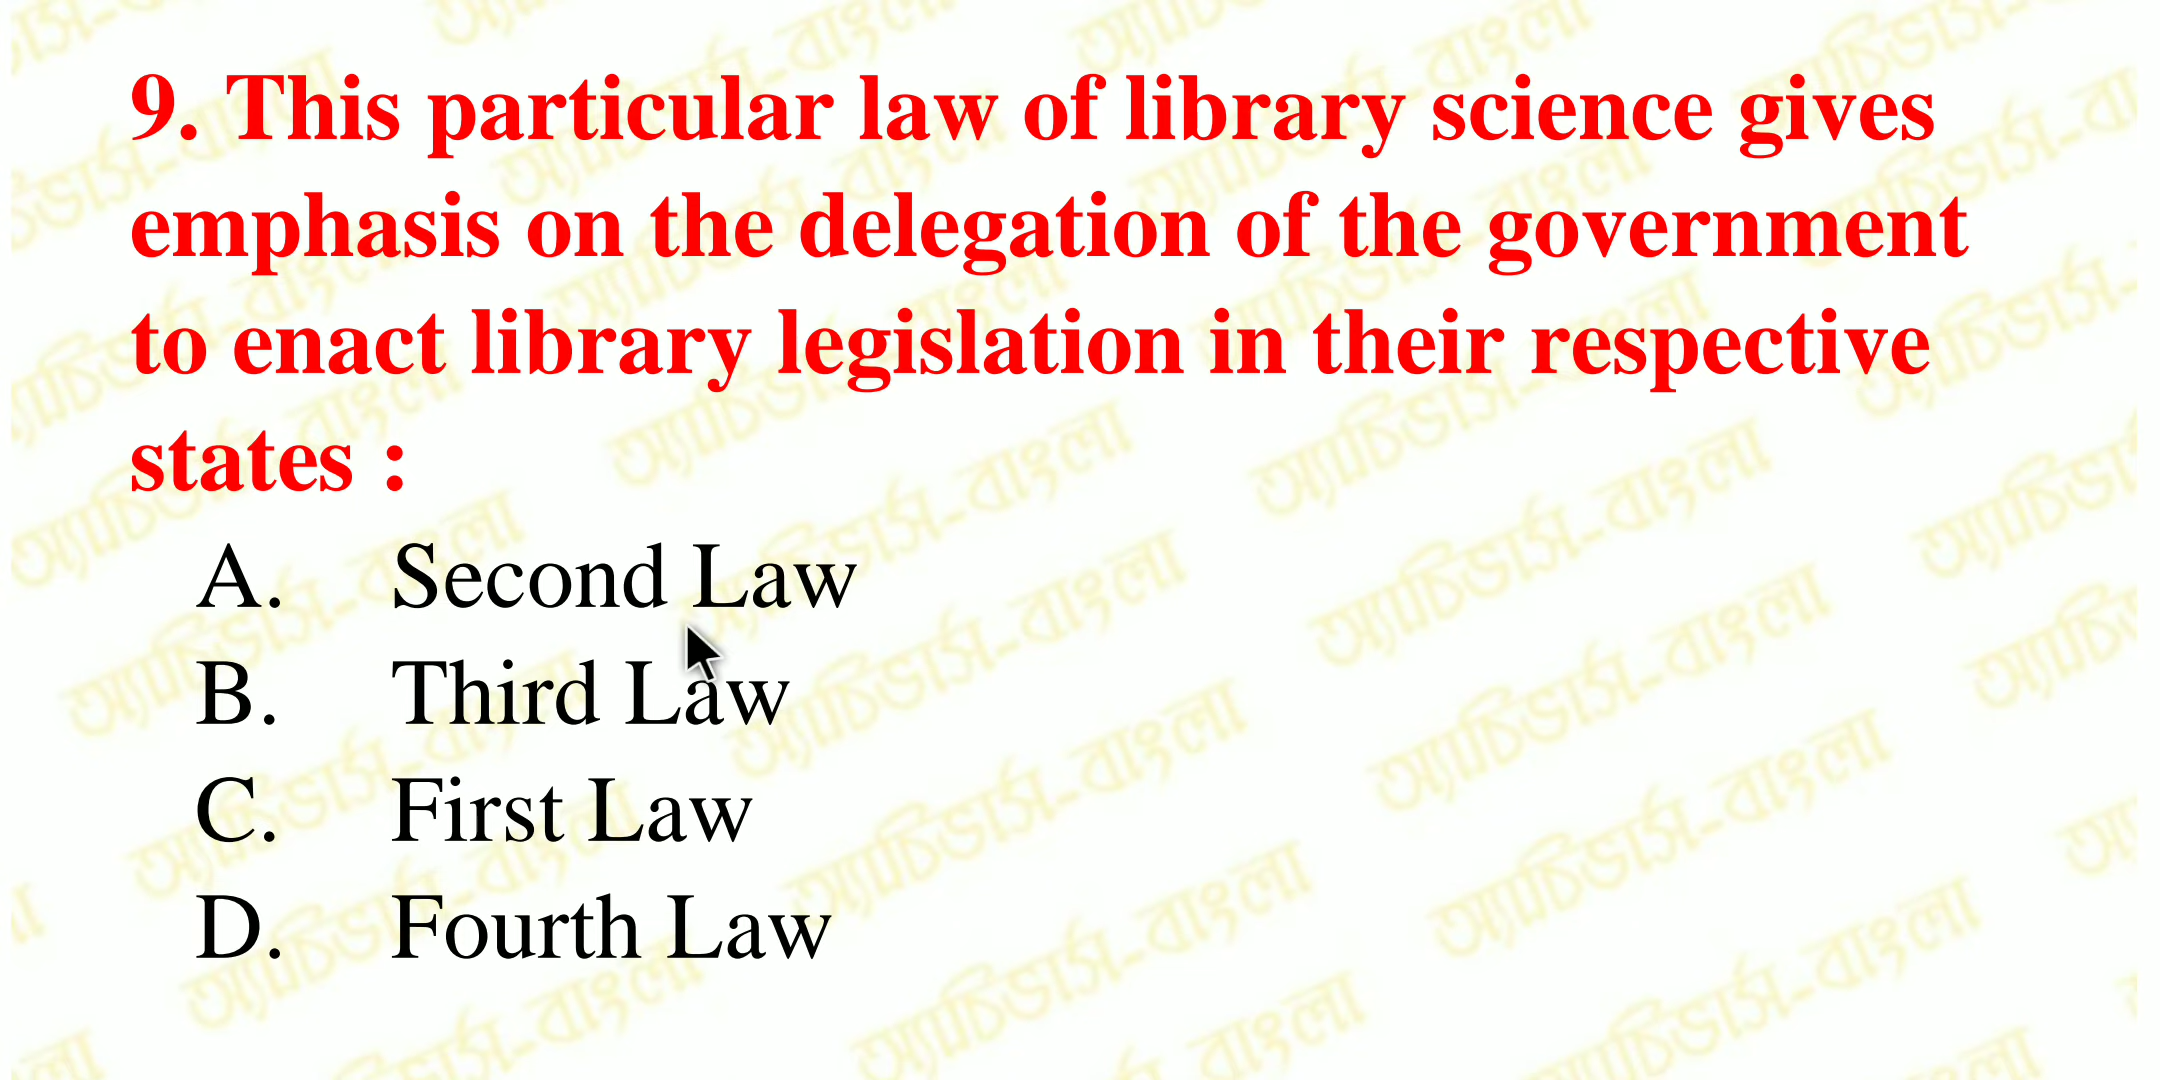 9. This particular law of library science gives
emphasis on the delegation of the government
to enact library legislation in their respective
states :
A. Second Law
B. Third Law
C. First Law
D. Fourth Law